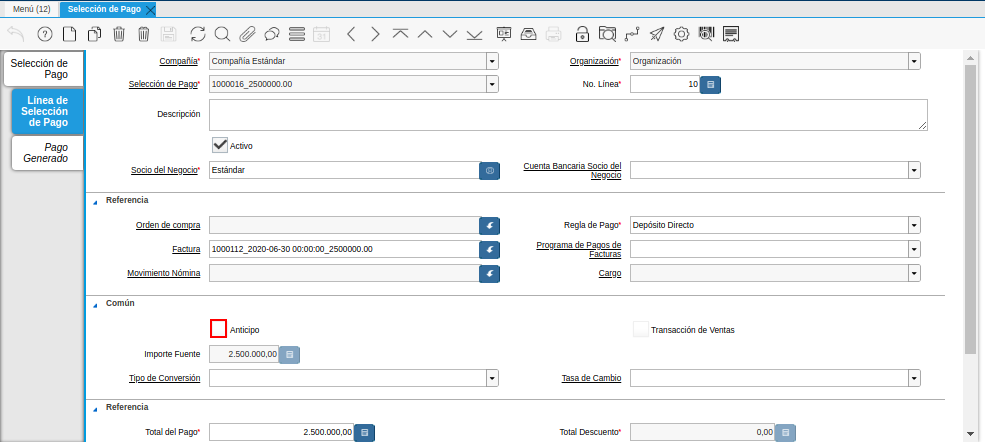 Menú (12) Selección de Pago
Selección de
Pago
Línea de
Selección
de Pago
Pago
Generado
Compañía* Compañía Estándar Organización* Organización
Selección de Pago* 1000016_2500000.00 No. Línea* 10
Descripción
Activo
Socio del Negocio* Estándar Cuenta Bancaria Socio del
Negocio
Referencia
Orden de compra Regla de Pago* Depósito Directo
Factura 1000112_2020-06-30 00:00:00_2500000.00 Programa de Pagos de
Facturas
Movimiento Nómina Cargo
Común
Anticipo Transacción de Ventas
Importe Fuente 2.500.000,00
Tipo de Conversión Tasa de Cambio
Referencia
Total del Pago* 2.500.000,00 Total Descuento* 0,00